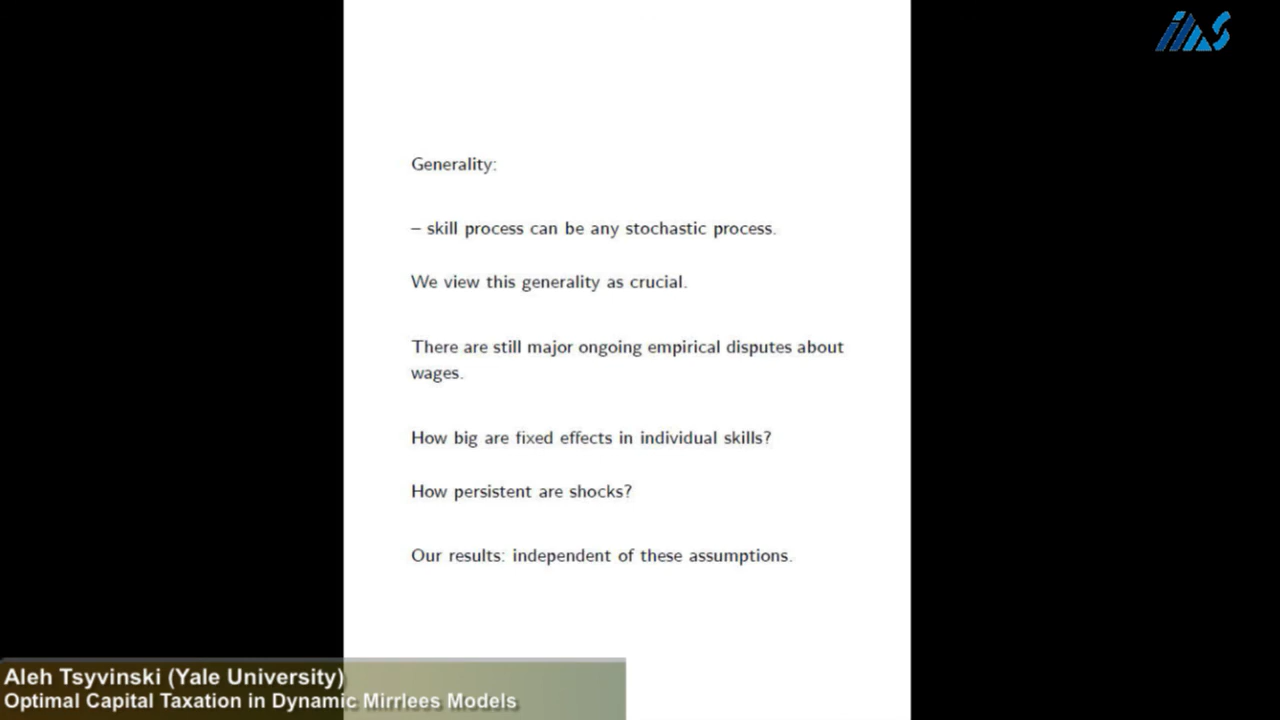 Generality:
– skill process can be any stochastic process.
We view this generality as crucial.
There are still major ongoing empirical disputes about
wages.
How big are fixed effects in individual skills?
How persistent are shocks?
Our results: independent of these assumptions.
Aleh Tsyvinski (Yale University)
Optimal Capital Taxation in Dynamic Mirrlees Models